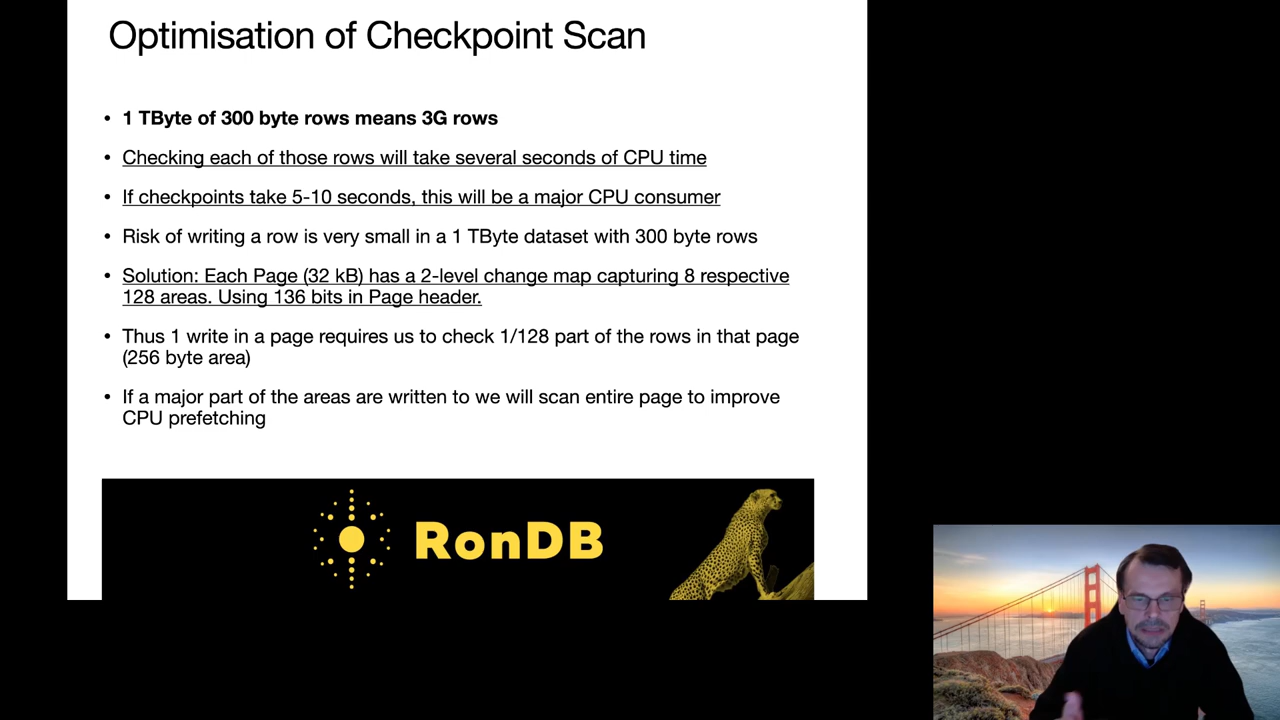 Optimisation of Checkpoint Scan
• 1 TByte of 300 byte rows means 3G rows
• Checking each of those rows will take several seconds of CPU time
• If checkpoints take 5-10 seconds, this will be a major CPU consumer
• Risk of writing a row is very small in a 1 TByte dataset with 300 byte rows
• Solution: Each Page (32 kB) has a 2-level change map capturing 8 respective
128 areas. Using 136 bits in Page header.
• Thus 1 write in a page requires us to check 1/128 part of the rows in that page
(256 byte area)
• If a major part of the areas are written to we will scan entire page to improve
CPU prefetching
RonDB